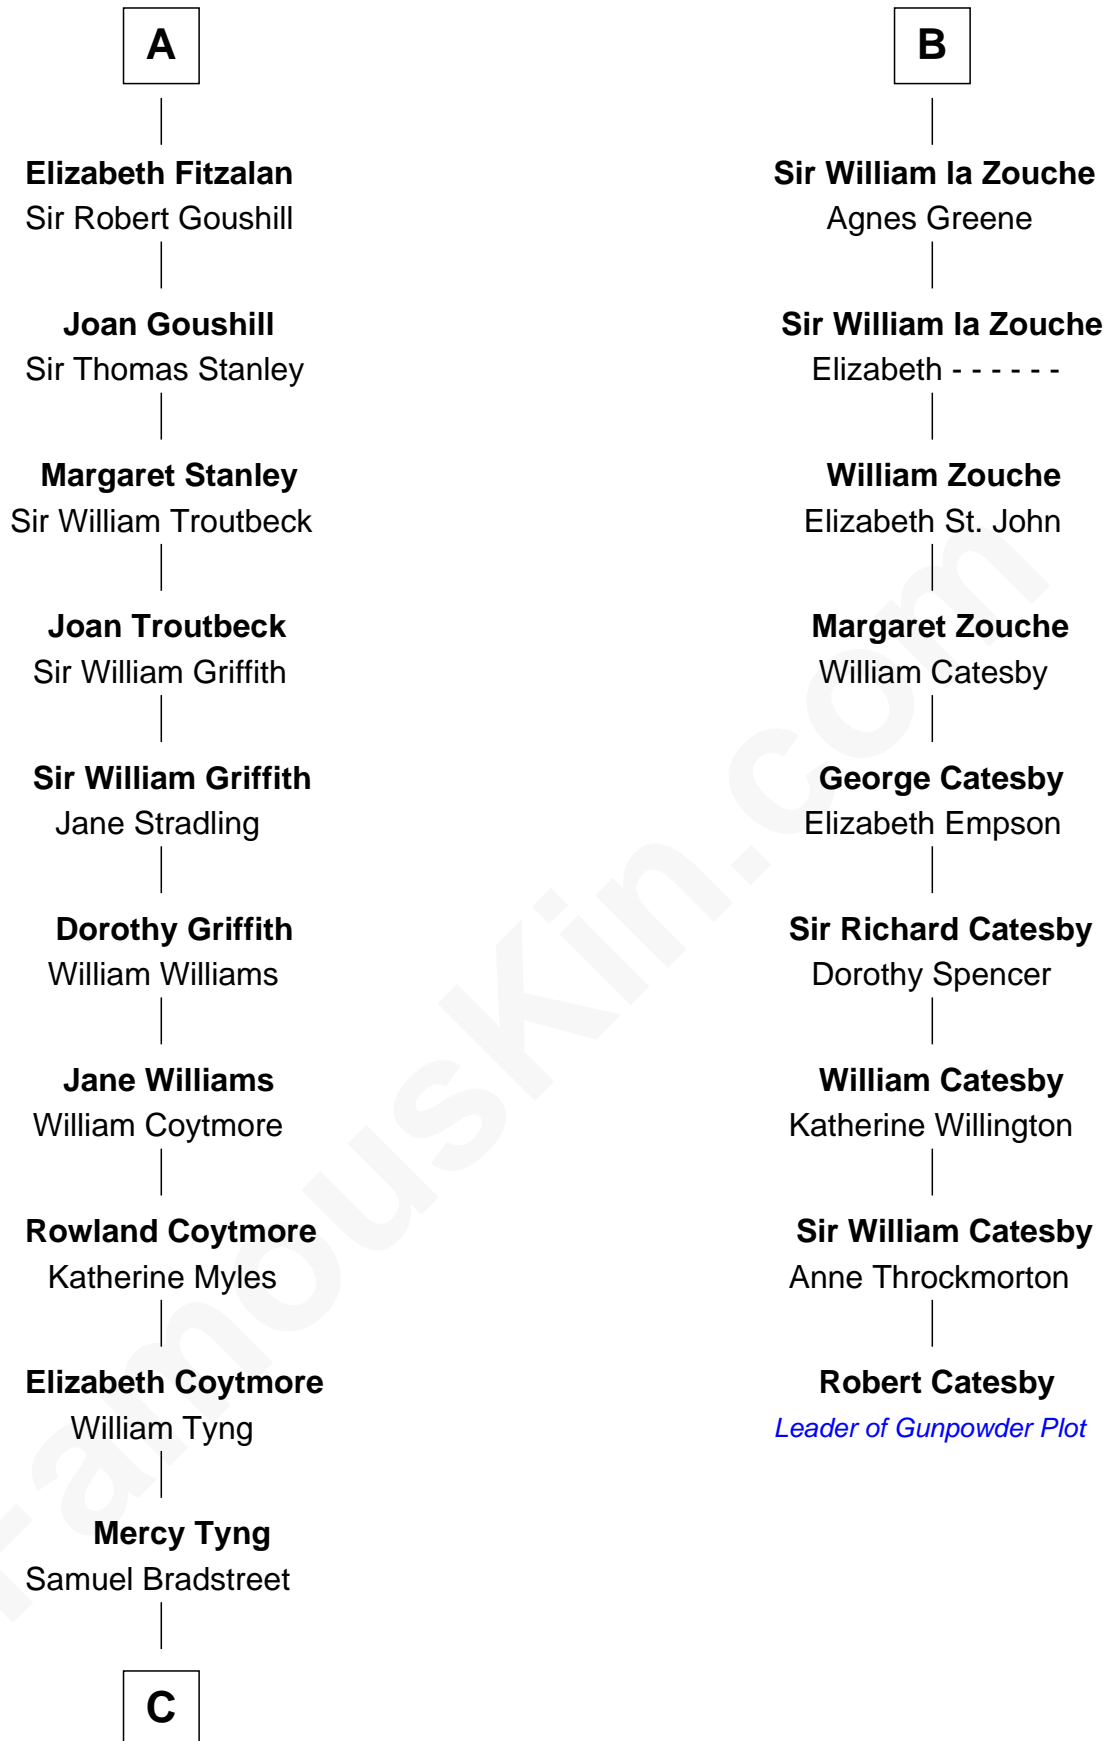 A
Elizabeth Fitzalan
Sir Robert Goushill
Joan Goushill
Sir Thomas Stanley
Margaret Stanley
Sir William Troutbeck
Joan Troutbeck
Sir William Griffith
Sir William Griffith
Jane Stradling
Dorothy Griffith
William Williams
Jane Williams
William Coytmore
Rowland Coytmore
Katherine Myles
Elizabeth Coytmore
William Tyng
Mercy Tyng
Samuel Bradstreet
C
B
Sir William la Zouche
Agnes Greene
Sir William la Zouche
Elizabeth - - - - - -
William Zouche
Elizabeth St. John
Margaret Zouche
William Catesby
George Catesby
Elizabeth Empson
Sir Richard Catesby
Dorothy Spencer
William Catesby
Katherine Willington
Sir William Catesby
Anne Throckmorton
Robert Catesby
Leader of Gunpowder Plot
FamousKin.com